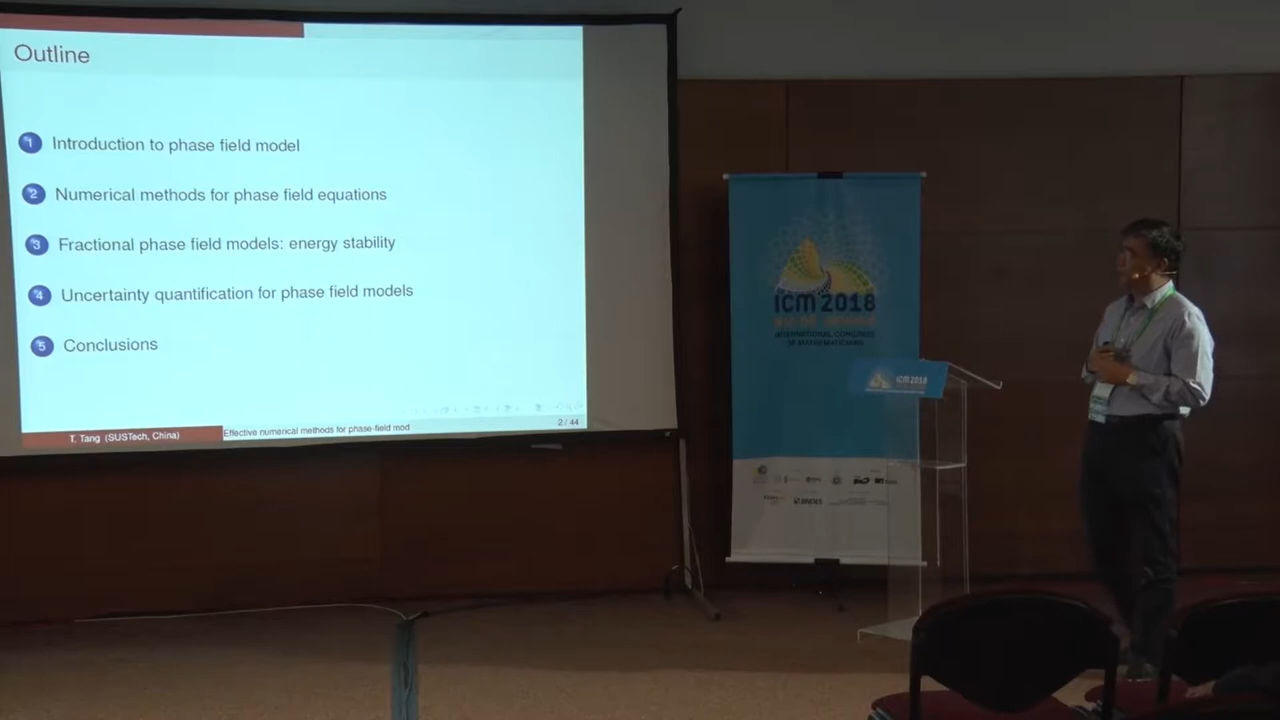 Outline
1 Introduction to phase field model
2 Numerical methods for phase field equations
3 Fractional phase field models: energy stability
4 Uncertainty quantification for phase field models
5 Conclusions
T. Tang (SUSTech, China)
Effective numerical methods for phase-field mod
2 / 44
ICM 2018
INTERNATIONAL CONGRESS
OF MATHEMATICIANS
ICM 2018
BNDES